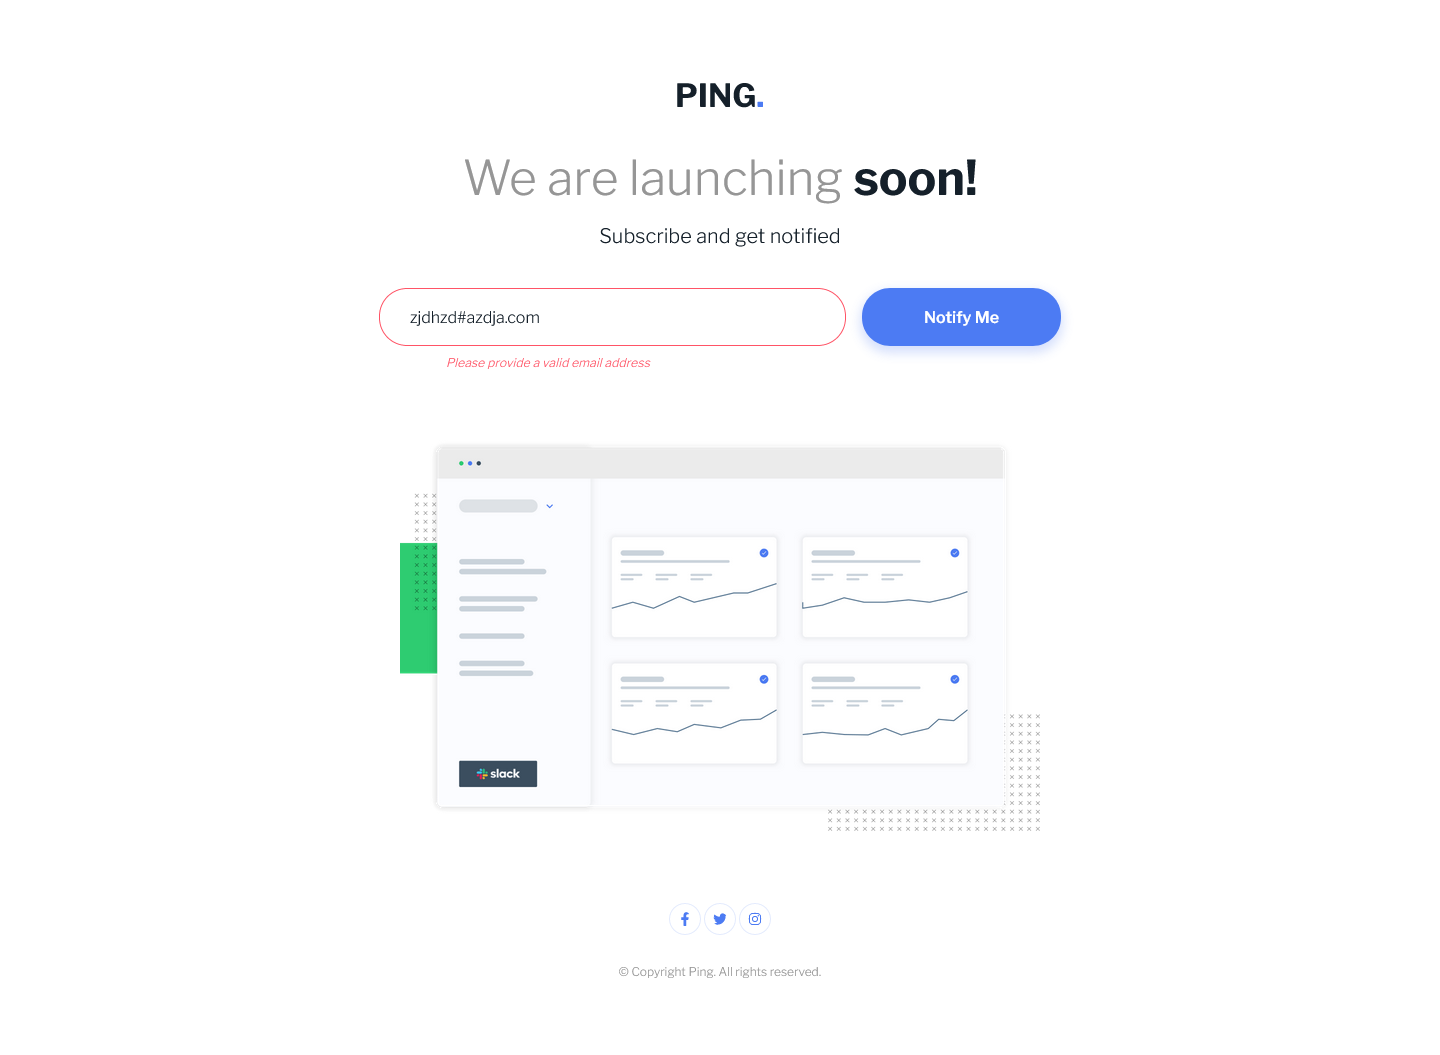 PING.
We are launching soon!
Subscribe and get notified
zjdhzd#azdja.com
Notify Me
Please provide a valid email address
slack
© Copyright Ping. All rights reserved.